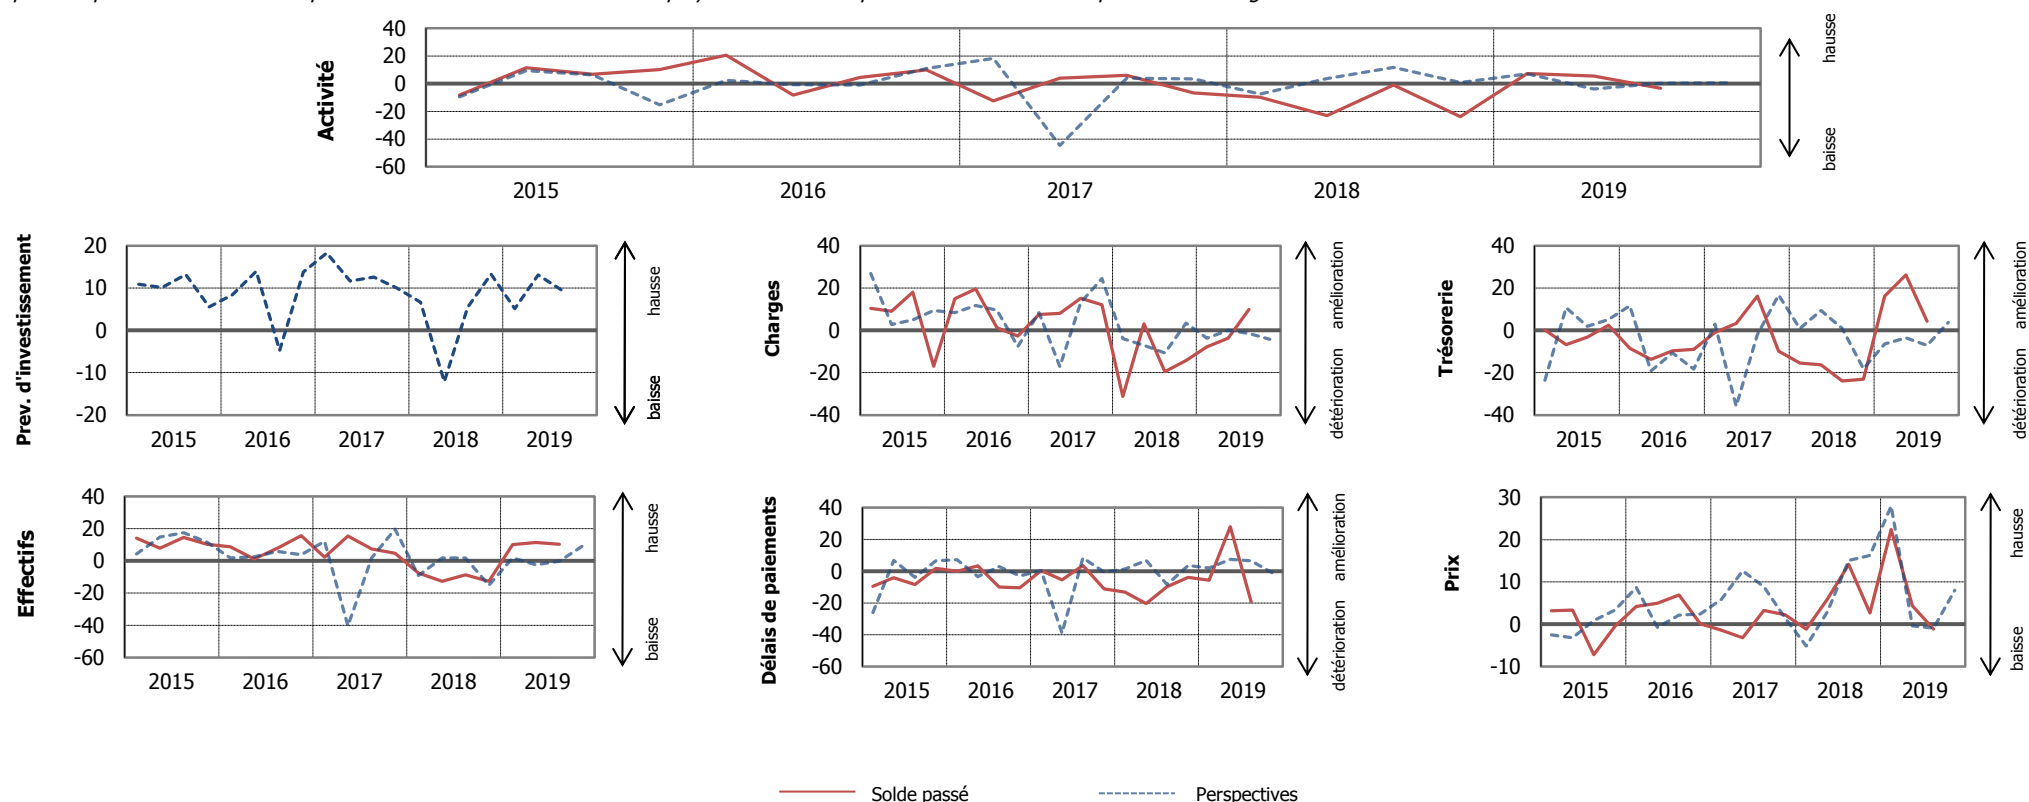 Activité
40
20
0
-20
-40
-60
2015 2016 2017 2018 2019
hausse
baisse
Prev. d'investissement
20
10
0
-10
-20
2015 2016 2017 2018 2019
hausse
baisse
Charges
40
20
0
-20
-40
2015 2016 2017 2018 2019
amélioration
détérioration
Trésorerie
40
20
0
-20
-40
2015 2016 2017 2018 2019
amélioration
détérioration
Effectifs
40
20
0
-20
-40
-60
2015 2016 2017 2018 2019
hausse
baisse
Délais de paiements
40
20
0
-20
-40
-60
2015 2016 2017 2018 2019
amélioration
détérioration
Prix
30
20
10
0
-10
2015 2016 2017 2018 2019
hausse
baisse
Solde passé Perspectives